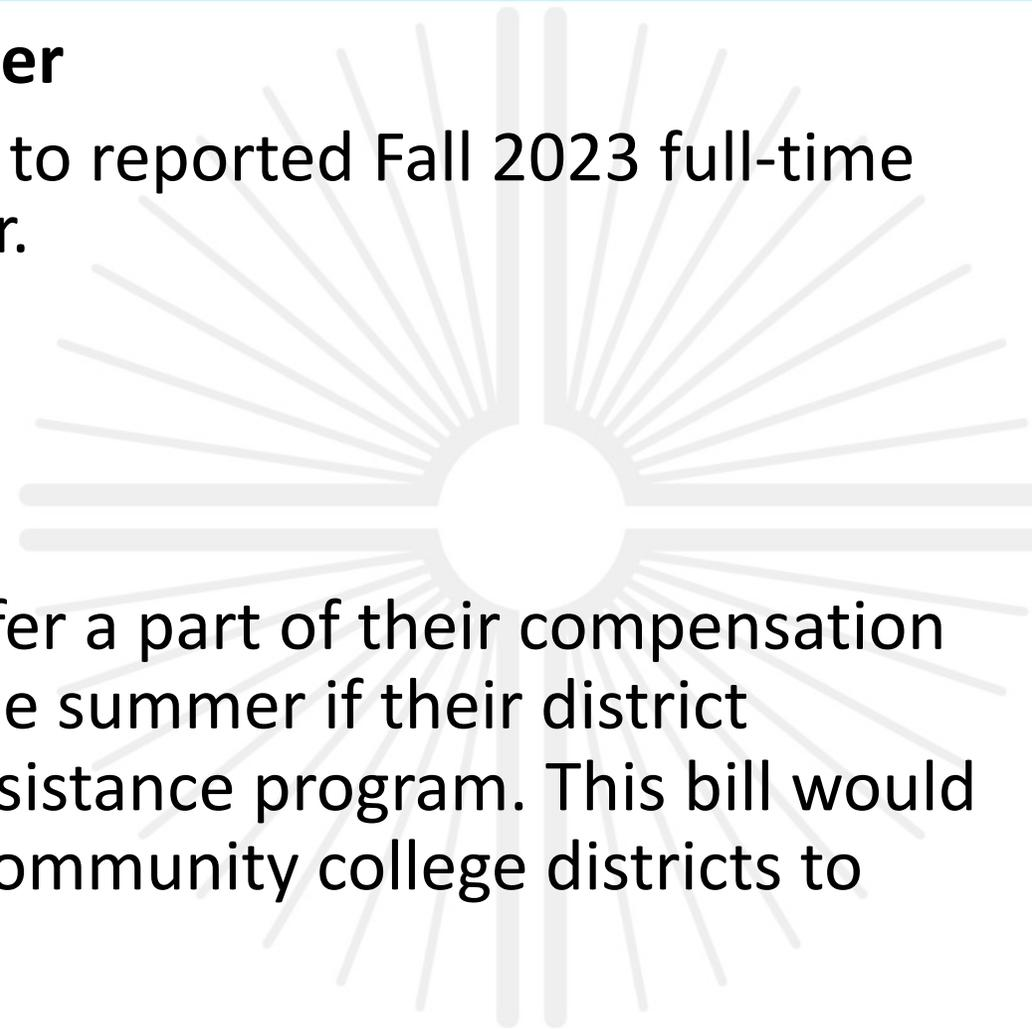 er
to reported Fall 2023 full-time
r.
fer a part of their compensation
e summer if their district
sistance program. This bill would
ommunity college districts to